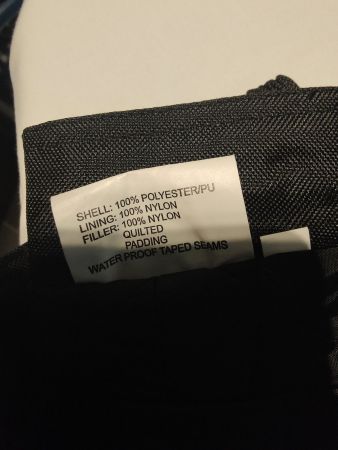 SHELL: 100% POLYESTER/PU
LINING: 100% NYLON
FILLER: 100% NYLON
QUILTED
PADDING
WATER PROOF TAPED SEAMS